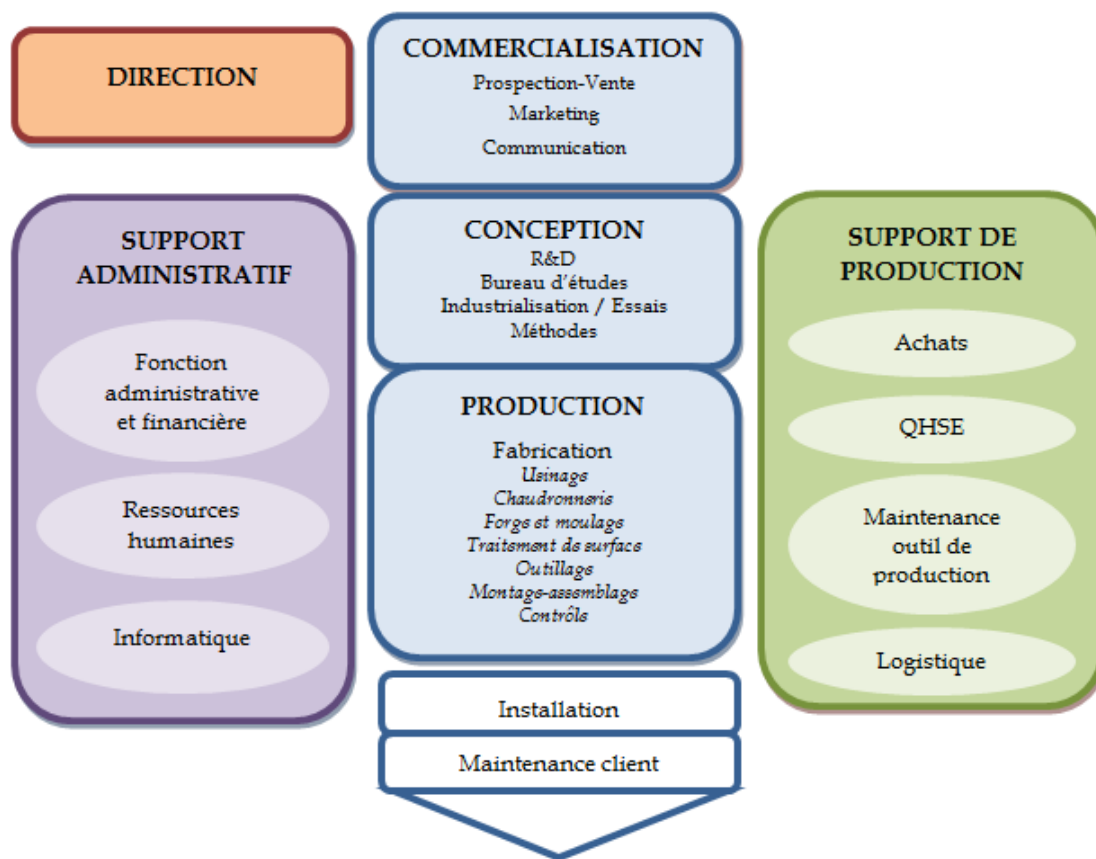 DIRECTION
COMMERCIALISATION
Prospection-Vente
Marketing
Communication
SUPPORT
ADMINISTRATIF
Fonction
administrative
et financière
Ressources
humaines
Informatique
CONCEPTION
R&D
Bureau d'études
Industrialisation / Essais
Méthodes
PRODUCTION
Fabrication
Usinage
Chaudronnerie
Forge et moulage
Traitement de surface
Outillage
Montage-assemblage
Contrôle
Installation
Maintenance client
SUPPORT DE
PRODUCTION
Achats
QHSE
Maintenance
outil de
production
Logistique